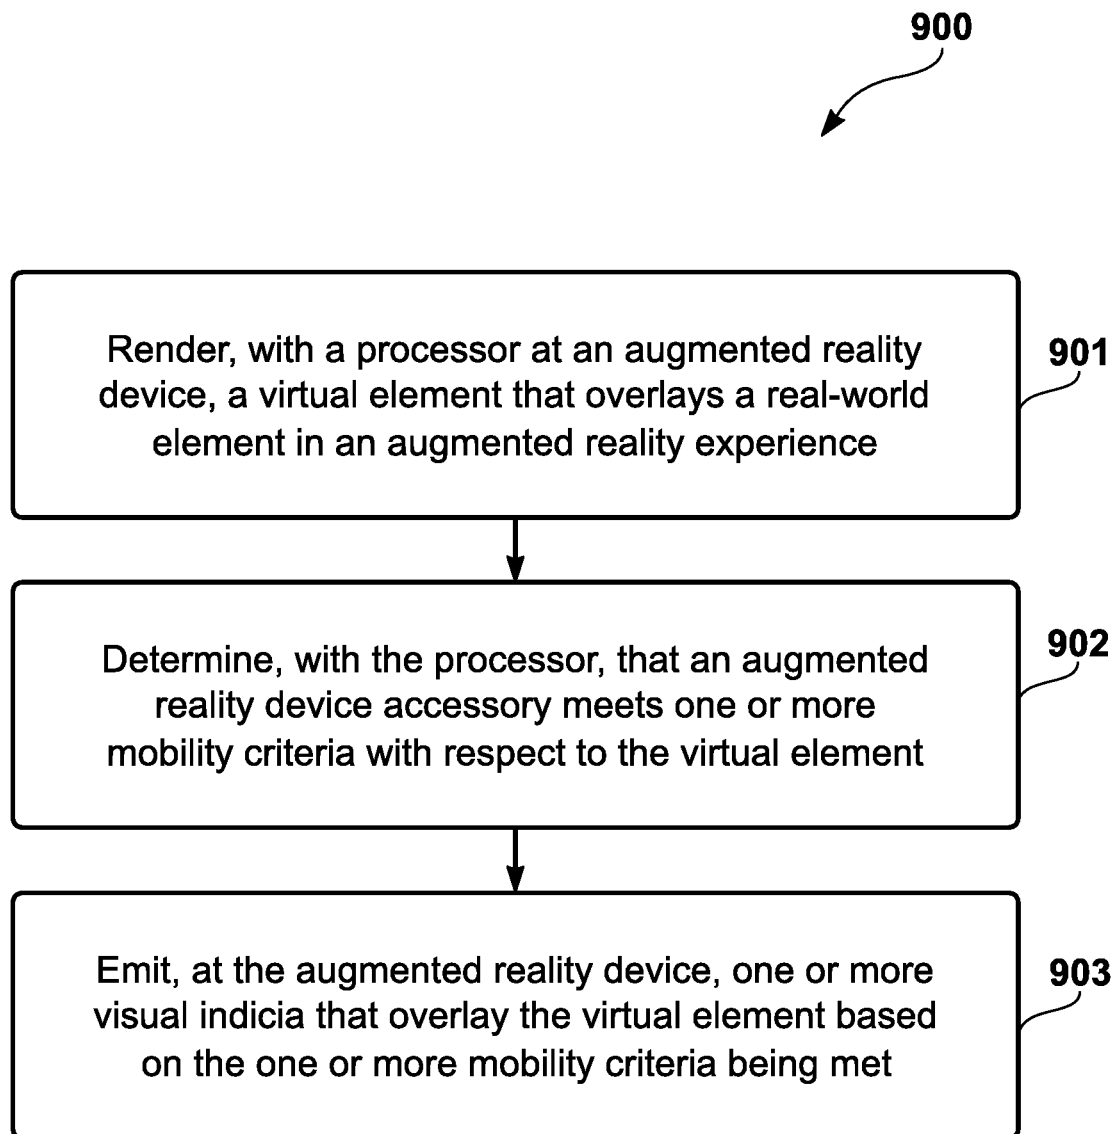 900
Render, with a processor at an augmented reality
device, a virtual element that overlays a real-world
element in an augmented reality experience
901
Determine, with the processor, that an augmented
reality device accessory meets one or more
mobility criteria with respect to the virtual element
902
Emit, at the augmented reality device, one or more
visual indicia that overlay the virtual element based
on the one or more mobility criteria being met
903